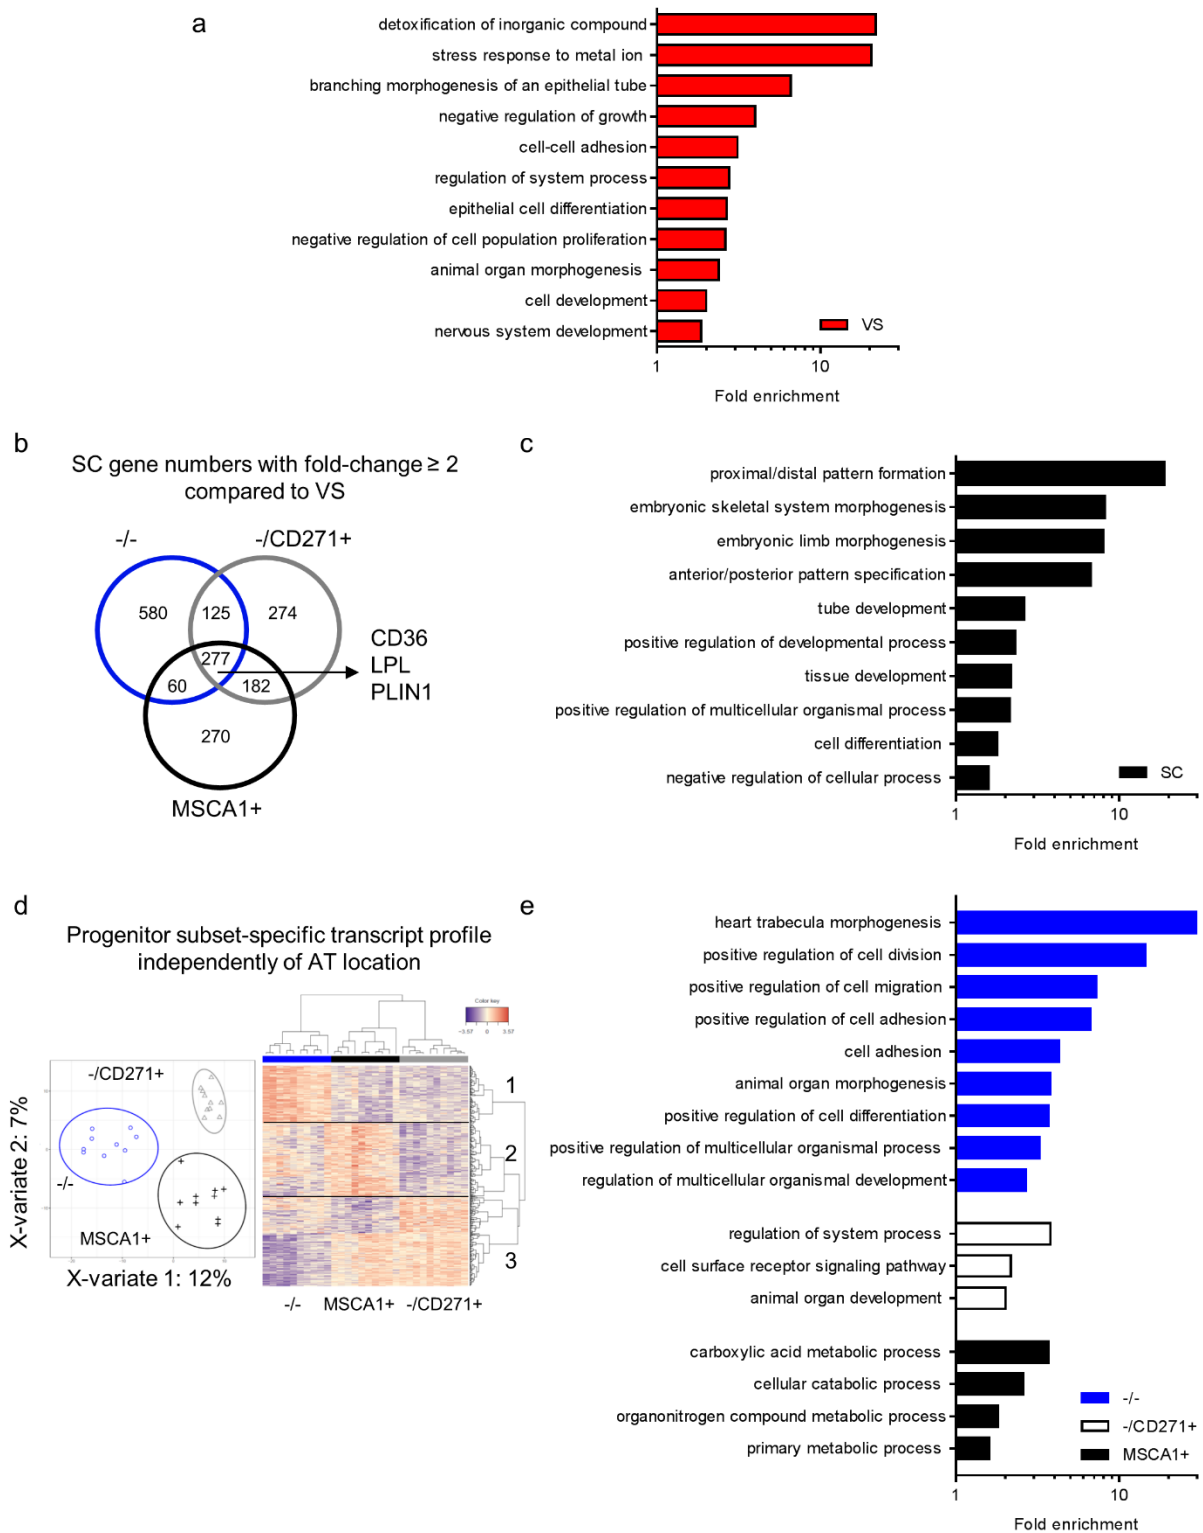 a
detoxification of inorganic compound
stress response to metal ion
branching morphogenesis of an epithelial tube
negative regulation of growth
cell-cell adhesion
regulation of system process
epithelial cell differentiation
negative regulation of cell population proliferation
animal organ morphogenesis
cell development
nervous system development
VS
1 10
Fold enrichment
b
SC gene numbers with fold-change ≥ 2
compared to VS
-/- -/CD271+
580 125 274
277
60 182
270
CD36
LPL
PLIN1
MSCA1+
c
proximal/distal pattern formation
embryonic skeletal system morphogenesis
embryonic limb morphogenesis
anterior/posterior pattern specification
tube development
positive regulation of developmental process
tissue development
positive regulation of multicellular organismal process
cell differentiation
negative regulation of cellular process
SC
1 10
Fold enrichment
d
Progenitor subset-specific transcript profile
independently of AT location
Color key
-3.57 0 3.57
-/CD271+
-/-
MSCA1+
X-variate 2: 7%
X-variate 1: 12%
1
2
3
-/- MSCA1+ -/CD271+
e
heart trabecula morphogenesis
positive regulation of cell division
positive regulation of cell migration
positive regulation of cell adhesion
cell adhesion
animal organ morphogenesis
positive regulation of cell differentiation
positive regulation of multicellular organismal process
regulation of multicellular organismal development
regulation of system process
cell surface receptor signaling pathway
animal organ development
carboxylic acid metabolic process
cellular catabolic process
organonitrogen compound metabolic process
primary metabolic process
-/-
-/CD271+
MSCA1+
1 10
Fold enrichment